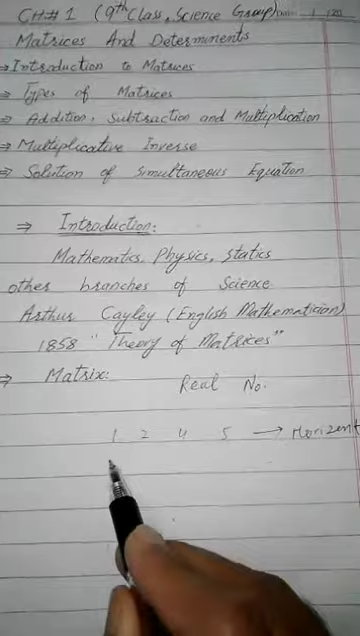 CH# 1 (9th Class, Science Group)
Matrices And Determinents
→ Introduction to Matrices
→ Types of Matrices
→ Addition, Subtraction and Multiplication
→ Multiplicative Inverse
→ Solution of Simultaneous Equation
⇒ Introduction:
Mathematics, Physics, Statics
other branches of Science
Arthur Cayley (English Mathematician)
1858 "Theory of Matrices"
⇒ Matrix: Real No.
1 2 4 5 → Horizont